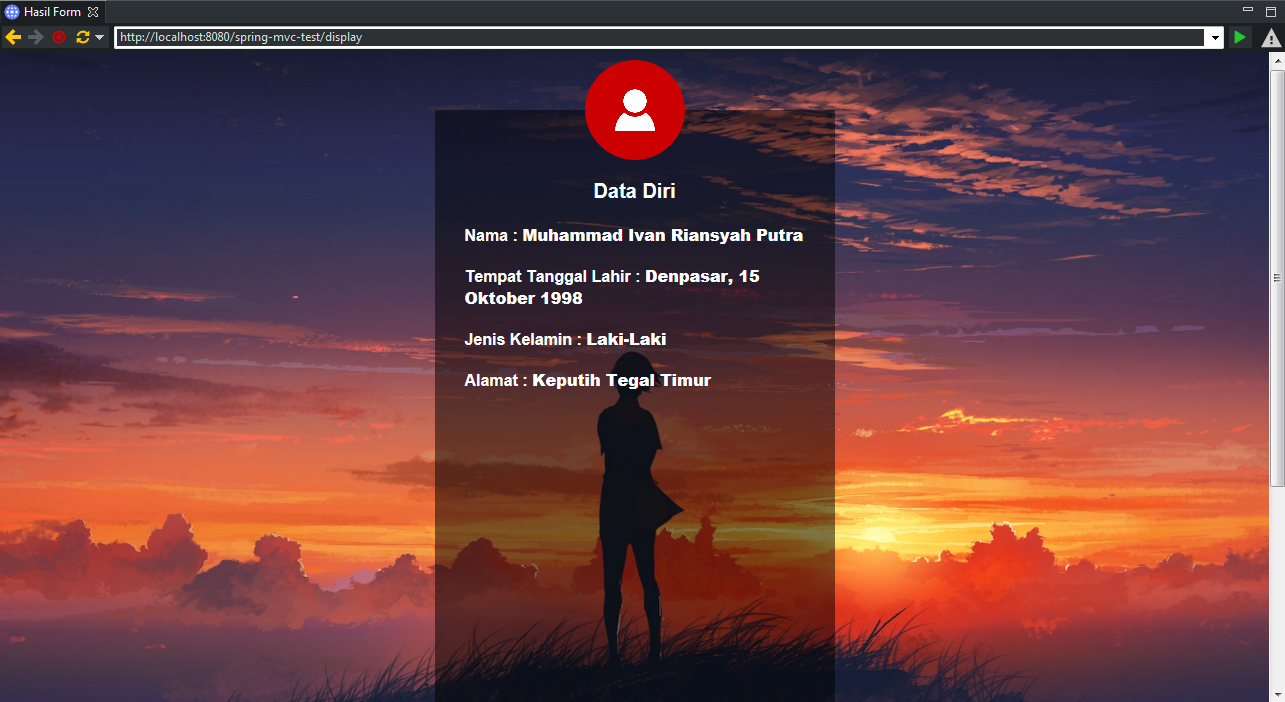 Hasil Form
http://localhost:8080/spring-mvc-test/display
Data Diri
Nama : Muhammad Ivan Riansyah Putra
Tempat Tanggal Lahir : Denpasar, 15
Oktober 1998
Jenis Kelamin : Laki-Laki
Alamat : Keputih Tegal Timur